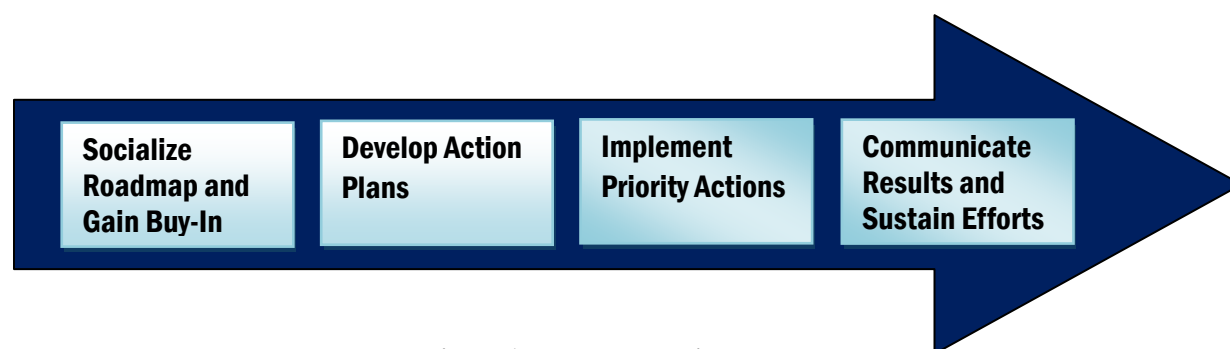 Socialize
Roadmap and
Gain Buy-In
Develop Action
Plans
Implement
Priority Actions
Communicate
Results and
Sustain Efforts